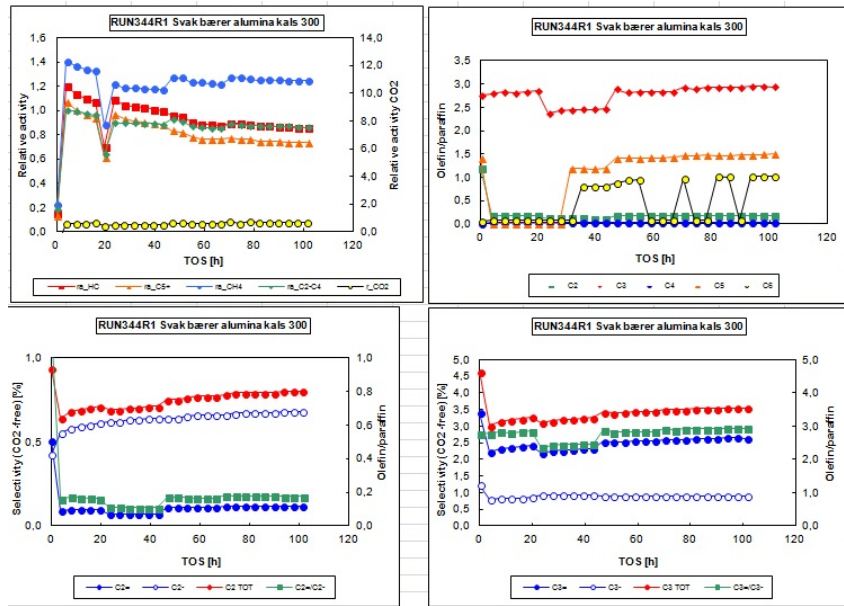 RUN344R1 Svak bærer alumina kals 300
1,6
1,4
1,2
1,0
0,8
0,6
0,4
0,2
0,0
Relative activity
14,0
12,0
10,0
8,0
6,0
4,0
2,0
0,0
Relative activity CO2
0 20 40 60 80 100 120
TOS [h]
ra_HC ra_C5+ ra_CH4 ra_C2-C4 r_CO2
RUN344R1 Svak bærer alumina kals 300
3,5
3,0
2,5
2,0
1,5
1,0
0,5
0,0
Olefin/paraffin
0 20 40 60 80 100 120
TOS [h]
C2 C3 C4 C5 C6
RUN344R1 Svak bærer alumina kals 300
1,0
0,5
0,0
Selectivity (CO2-free) [%]
1,0
0,8
0,6
0,4
0,2
0,0
Olefin/paraffin
0 20 40 60 80 100 120
TOS [h]
C2= C2- C2 TOT C2=/C2-
RUN344R1 Svak bærer alumina kals 300
5,0
4,5
4,0
3,5
3,0
2,5
2,0
1,5
1,0
0,5
0,0
Selectivity (CO2-free) [%]
5,0
4,0
3,0
2,0
1,0
0,0
Olefin/paraffin
0 20 40 60 80 100 120
TOS [h]
C3= C3- C3 TOT C3=/C3-